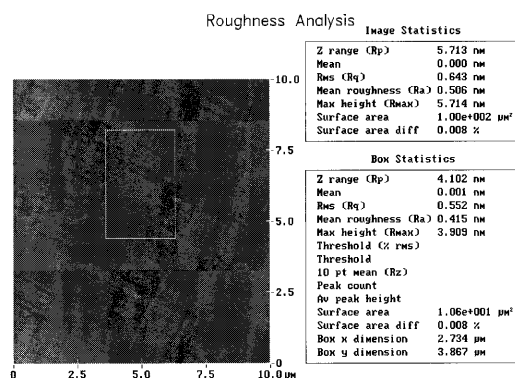 Roughness Analysis
Image Statistics
Z range (Rp) 5.713 nm
Mean 0.000 nm
Rms (Rq) 0.643 nm
Mean roughness (Ra) 0.506 nm
Max height (Rmax) 5.714 nm
Surface area 1.00e+002 µm²
Surface area diff 0.008 %
Box Statistics
Z range (Rp) 4.102 nm
Mean 0.001 nm
Rms (Rq) 0.552 nm
Mean roughness (Ra) 0.415 nm
Max height (Rmax) 3.909 nm
Threshold (% rms)
Threshold
10 pt mean (Rz)
Peak count
Av peak height
Surface area 1.06e+001 µm²
Surface area diff 0.008 %
Box x dimension 2.734 µm
Box y dimension 3.867 µm
10.0
7.5
5.0
2.5
0
0 2.5 5.0 7.5 10.0 µm